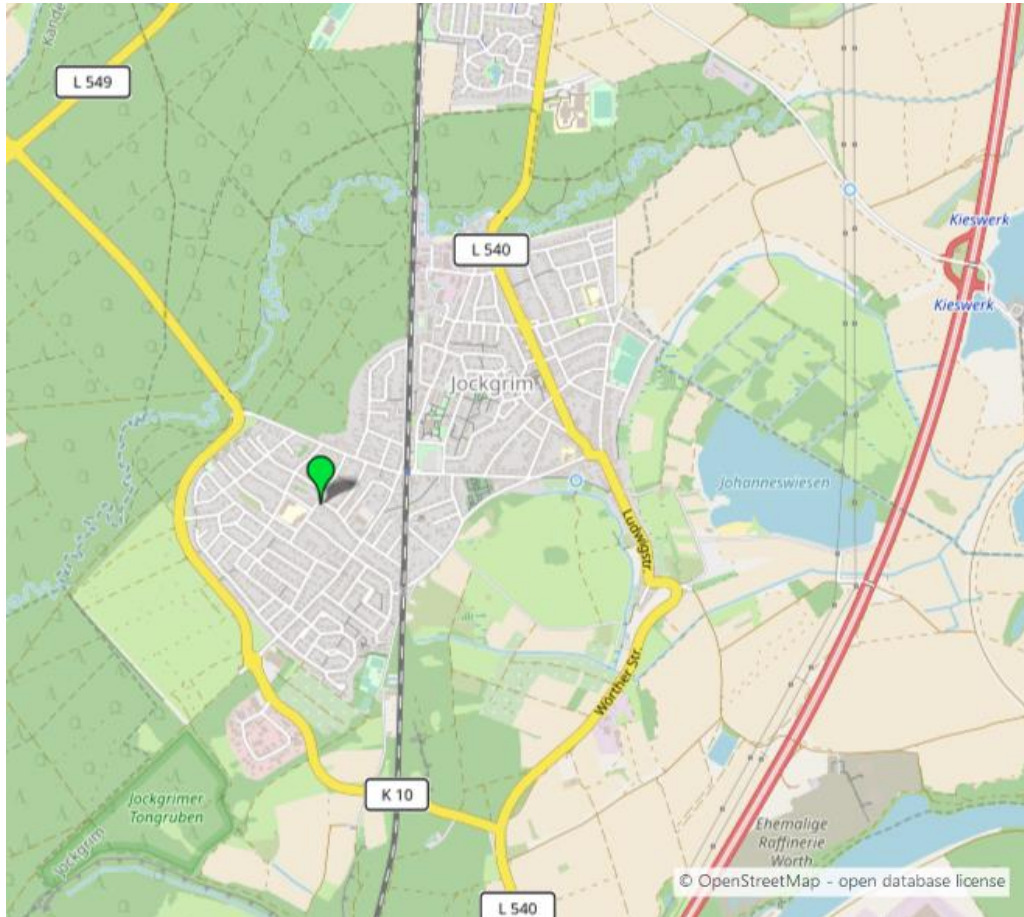 Kandel
L 549
L 540
Kieswerk
Kieswerk
Jockgrim
Johanneswiesen
Ludwigstr.
Wörther Str.
K 10
Jockgrimer
Tongruben
Jockgrim
Ehemalige
Raffinerie
Wörth
L 540
© OpenStreetMap - open database license